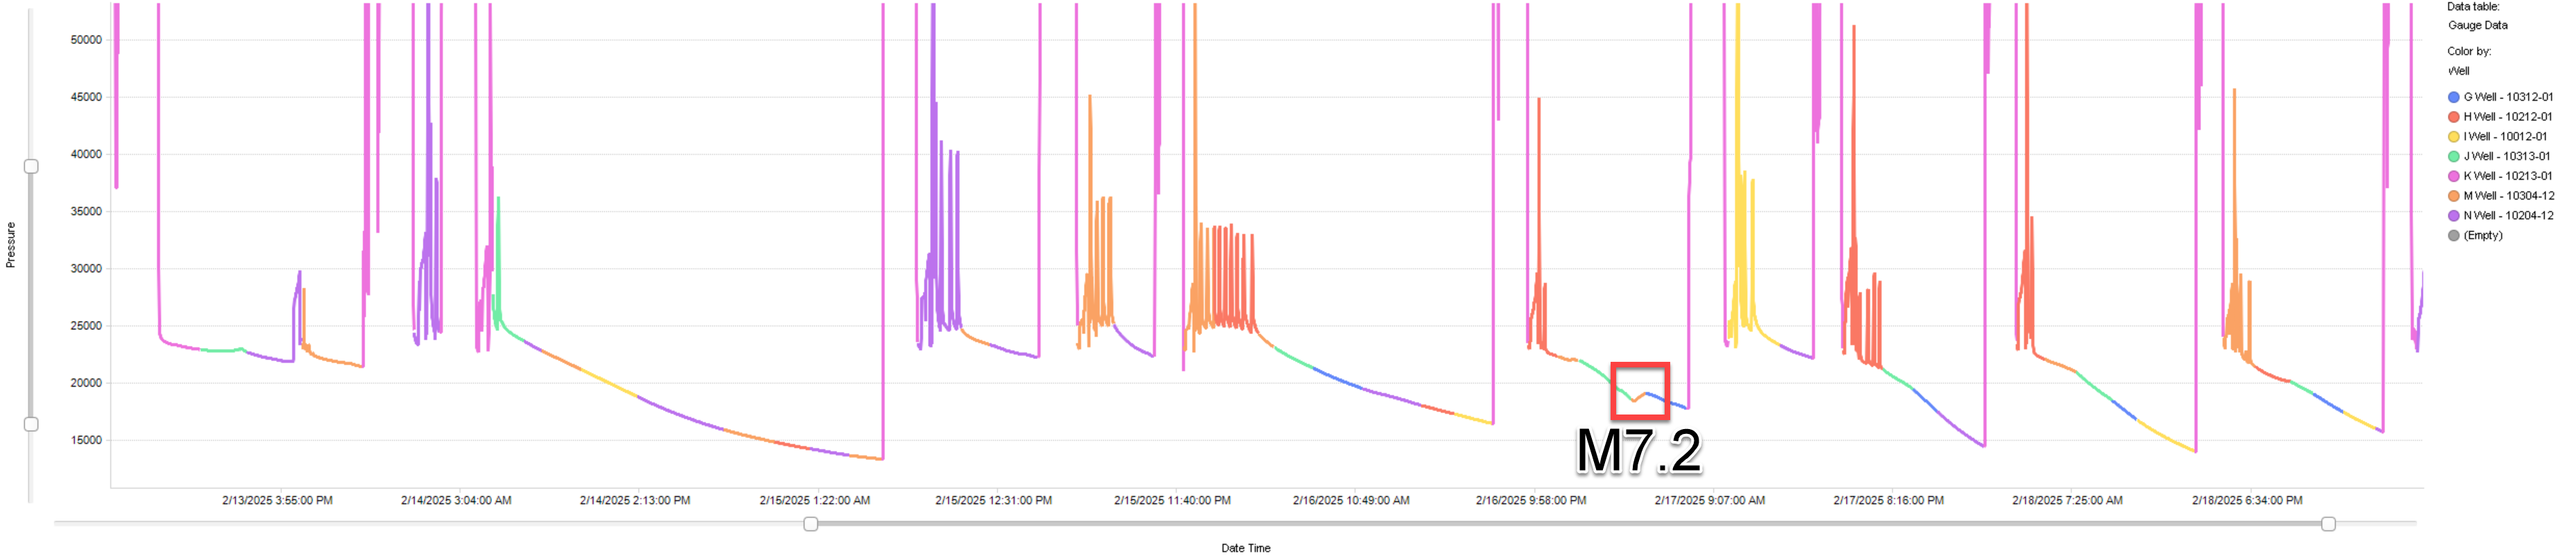 50000
45000
40000
35000
30000
25000
20000
15000
Pressure
M7.2
2/13/2025 3:55:00 PM
2/14/2025 3:04:00 AM
2/14/2025 2:13:00 PM
2/15/2025 1:22:00 AM
2/15/2025 12:31:00 PM
2/15/2025 11:40:00 PM
2/16/2025 10:49:00 AM
2/16/2025 9:58:00 PM
2/17/2025 9:07:00 AM
2/17/2025 8:16:00 PM
2/18/2025 7:25:00 AM
2/18/2025 6:34:00 PM
Date Time
Data table:
Gauge Data
Color by:
Well
G Well - 10312-01
H Well - 10212-01
I Well - 10012-01
J Well - 10313-01
K Well - 10213-01
M Well - 10304-12
N Well - 10204-12
(Empty)